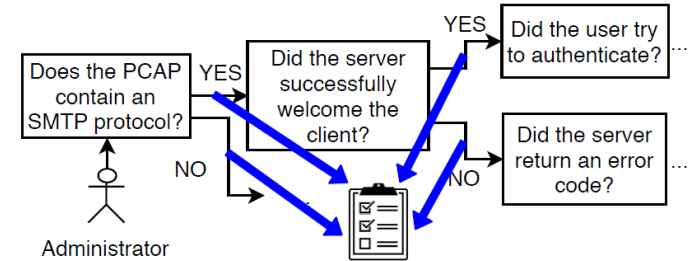 Does the PCAP
contain an
SMTP protocol?
YES
NO
Administrator
Did the server
successfully
welcome the
client?
YES
NO
Did the user try
to authenticate?
...
Did the server
return an error
code?
...